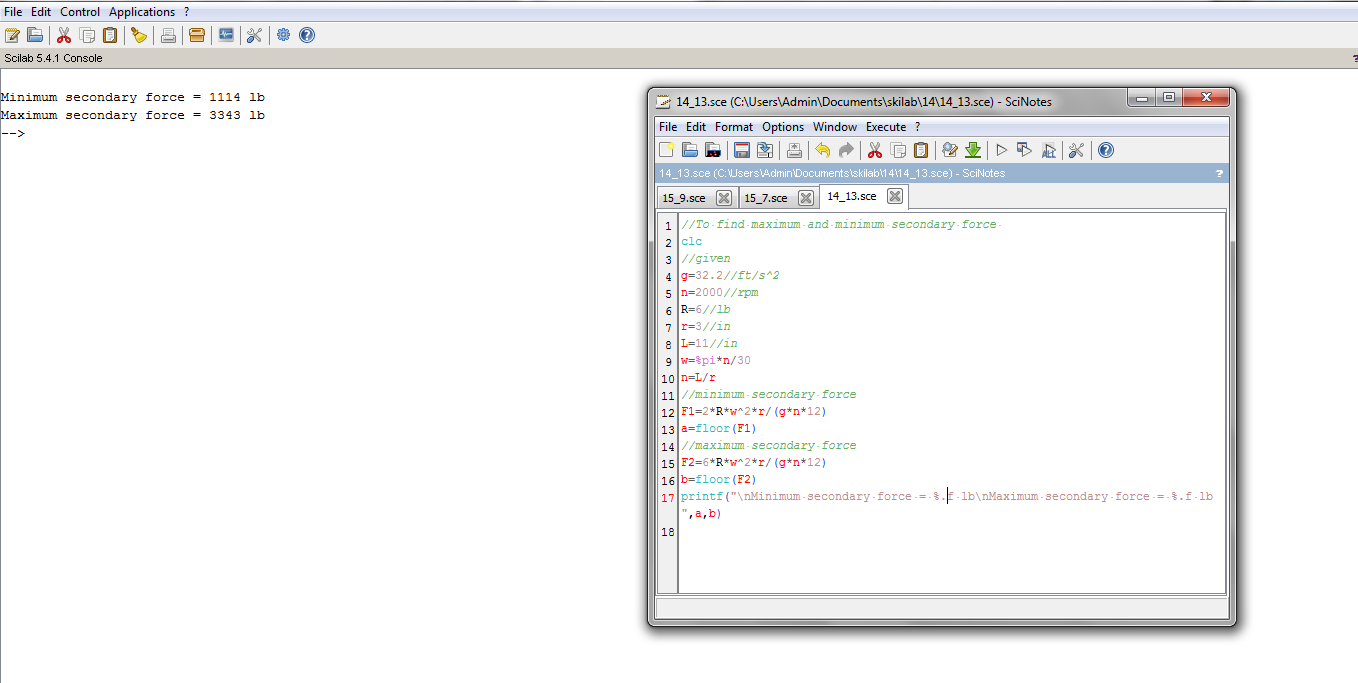 File Edit Control Applications ?
Scilab 5.4.1 Console
?
Minimum secondary force = 1114 lb
Maximum secondary force = 3343 lb
-->
14_13.sce (C:\Users\Admin\Documents\skilab\14\14_13.sce) - SciNotes
File Edit Format Options Window Execute ?
14_13.sce (C:\Users\Admin\Documents\skilab\14\14_13.sce) - SciNotes ?
15_9.sce 15_7.sce 14_13.sce
1 //To find maximum and minimum secondary force
2 clc
3 //given
4 g=32.2//ft/s^2
5 n=2000//rpm
6 R=6//lb
7 r=3//in
8 L=11//in
9 w=%pi*n/30
10 n=L/r
11 //minimum secondary force
12 F1=2*R*w^2*r/(g*n*12)
13 a=floor(F1)
14 //maximum secondary force
15 F2=6*R*w^2*r/(g*n*12)
16 b=floor(F2)
17 printf("\nMinimum secondary force = %.f lb\nMaximum secondary force = %.f lb
",a,b)
18